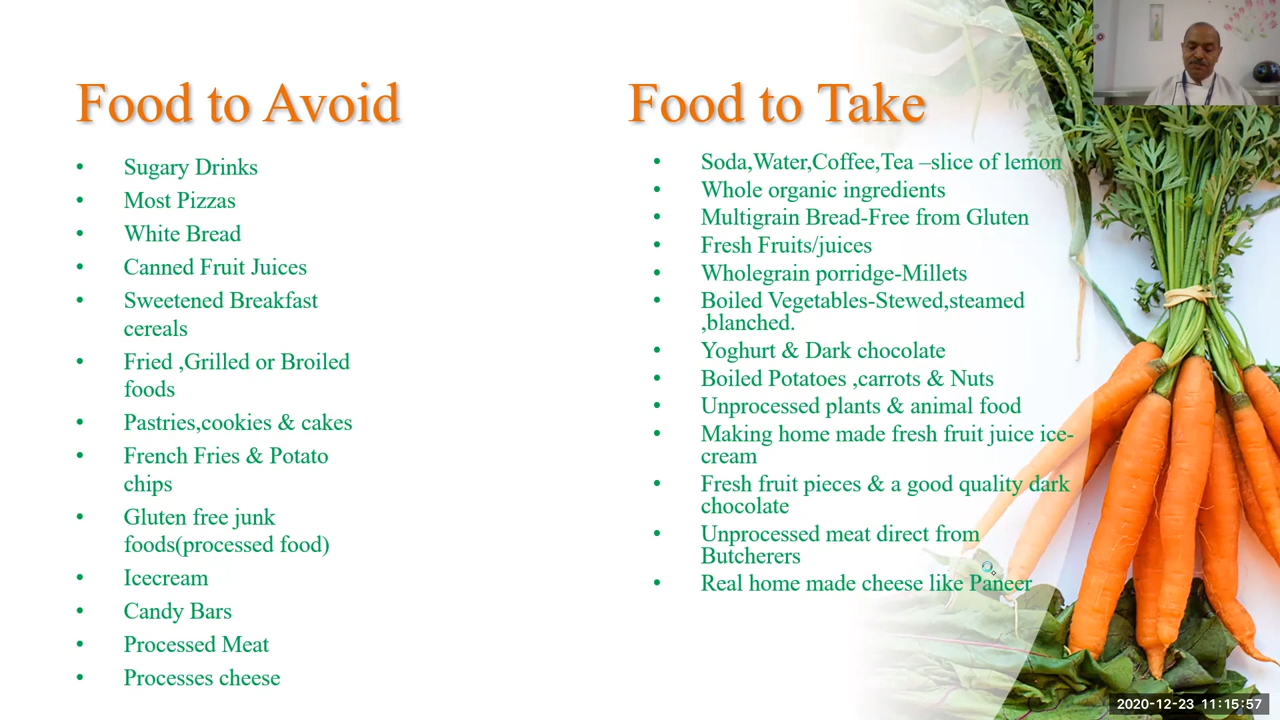 Food to Avoid
• Sugary Drinks
• Most Pizzas
• White Bread
• Canned Fruit Juices
• Sweetened Breakfast
cereals
• Fried ,Grilled or Broiled
foods
• Pastries,cookies & cakes
• French Fries & Potato
chips
• Gluten free junk
foods(processed food)
• Icecream
• Candy Bars
• Processed Meat
• Processes cheese
Food to Take
• Soda,Water,Coffee,Tea –slice of lemon
• Whole organic ingredients
• Multigrain Bread-Free from Gluten
• Fresh Fruits/juices
• Wholegrain porridge-Millets
• Boiled Vegetables-Stewed,steamed
,blanched.
• Yoghurt & Dark chocolate
• Boiled Potatoes ,carrots & Nuts
• Unprocessed plants & animal food
• Making home made fresh fruit juice ice-
cream
• Fresh fruit pieces & a good quality dark
chocolate
• Unprocessed meat direct from
Butcherers
• Real home made cheese like Paneer
2020-12-23 11:15:57